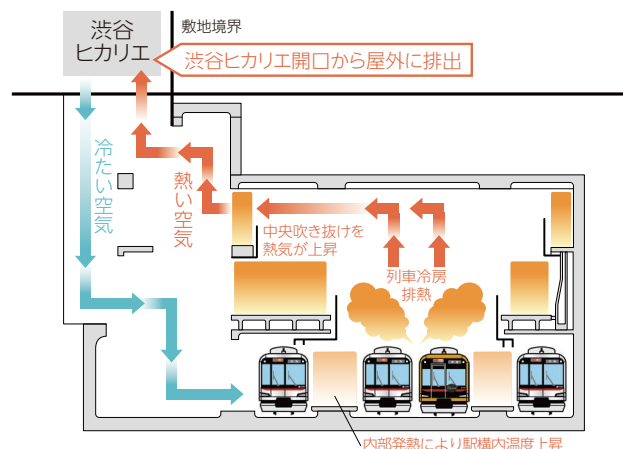 渋谷
ヒカリエ
敷地境界
渋谷ヒカリエ開口から屋外に排出
冷たい空気
熱い空気
中央吹き抜けを
熱気が上昇
列車冷房
排熱
内部発熱により駅構内温度上昇